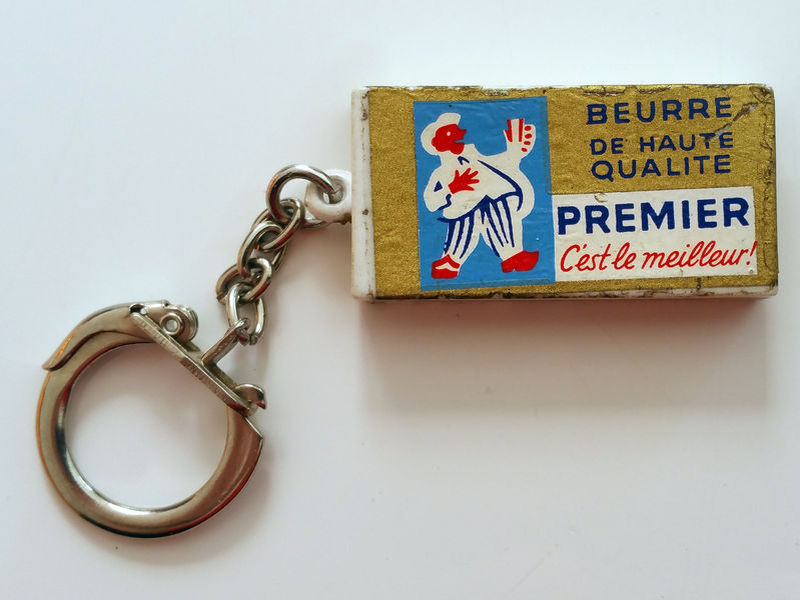 BEURRE
DE HAUTE
QUALITE
PREMIER
C'est le meilleur!